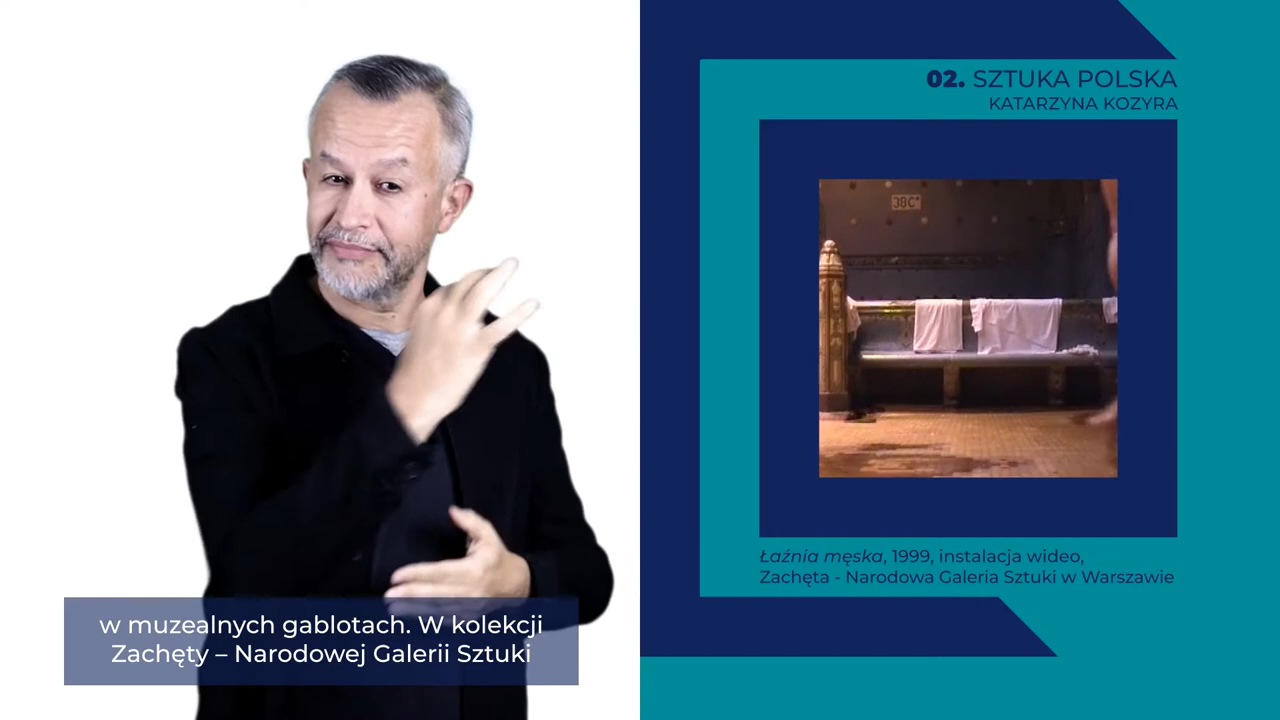 02. SZTUKA POLSKA
KATARZYNA KOZYRA
38C°
Łaźnia męska, 1999, instalacja wideo,
Zachęta - Narodowa Galeria Sztuki w Warszawie
w muzealnych gablotach. W kolekcji
Zachęty – Narodowej Galerii Sztuki